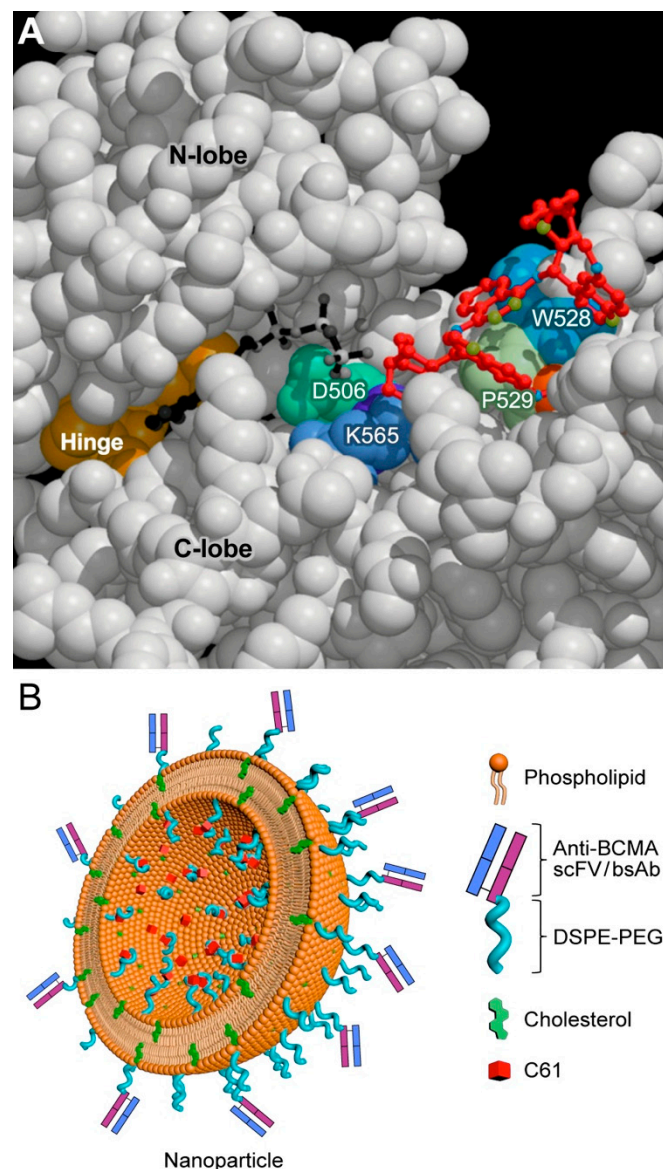 A
N-lobe
W528
D506
P529
K565
Hinge
C-lobe
B
Phospholipid
Anti-BCMA
scFV/bsAb
DSPE-PEG
Cholesterol
C61
Nanoparticle